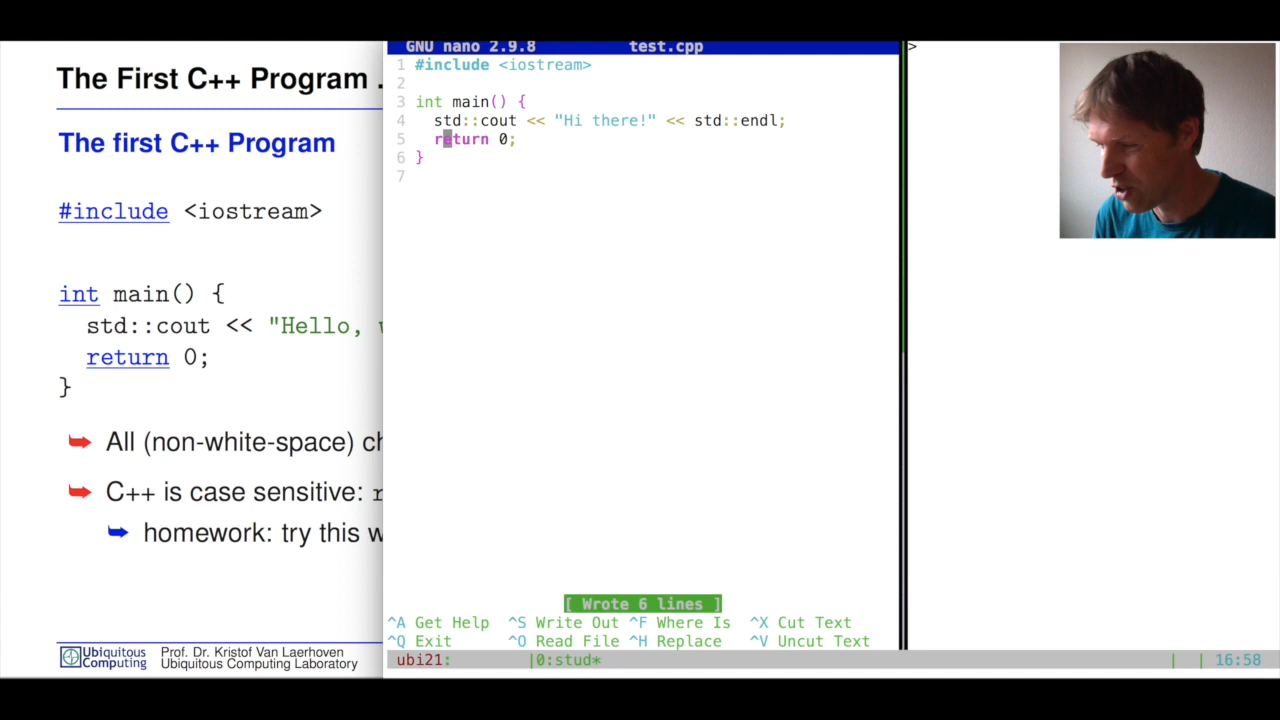 The First C++ Program .
The first C++ Program
#include <iostream>
int main() {
std::cout << "Hello,
return 0;
}
All (non-white-space)
C++ is case sensitive:
homework: try this
Ubiquitous
Computing
Prof. Dr. Kristof Van Laerhoven
Ubiquitous Computing Laboratory
GNU nano 2.9.8 test.cpp
1 #include <iostream>
2
3 int main() {
4 std::cout << "Hi there!" << std::endl;
5 return 0;
6 }
7
[ Wrote 6 lines ]
^A Get Help ^S Write Out ^F Where Is ^X Cut Text
^Q Exit ^O Read File ^H Replace ^V Uncut Text
ubi21: |0:stud* | | 16:58
>